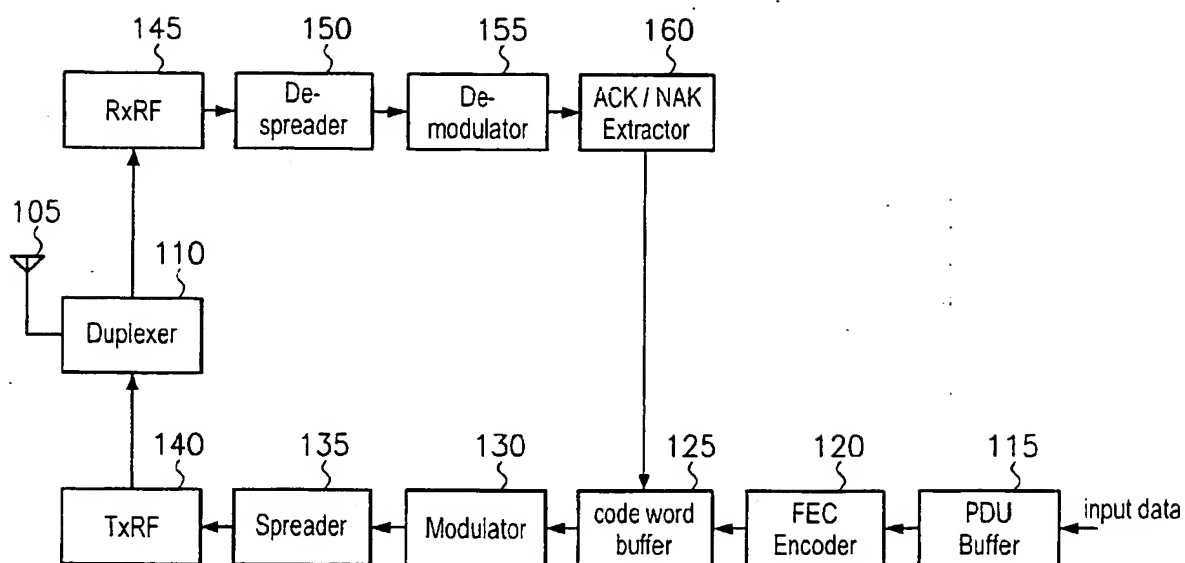 145
150
155
160
RxRF
De-
spreader
De-
modulator
ACK / NAK
Extractor
105
110
Duplexer
140
135
130
125
120
115
TxRF
Spreader
Modulator
code word
buffer
FEC
Encoder
PDU
Buffer
input data